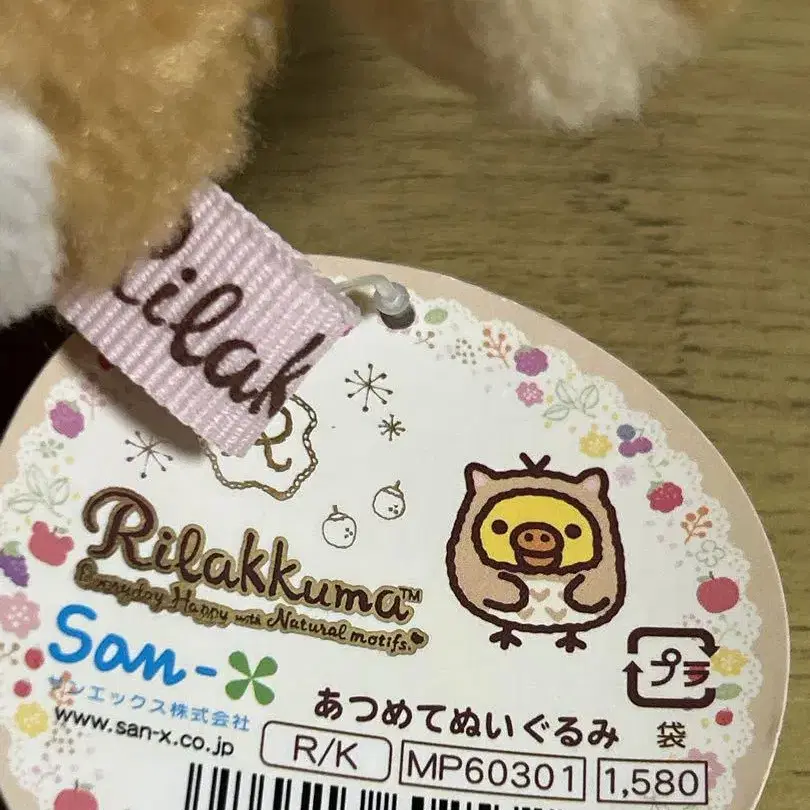 Rilak
R
Rilakkuma™
Everyday Happy with Natural motifs.
San-x
サンエックス株式会社
www.san-x.co.jp
プラ
袋
あつめてぬいぐるみ
R/K
MP60301
1,580